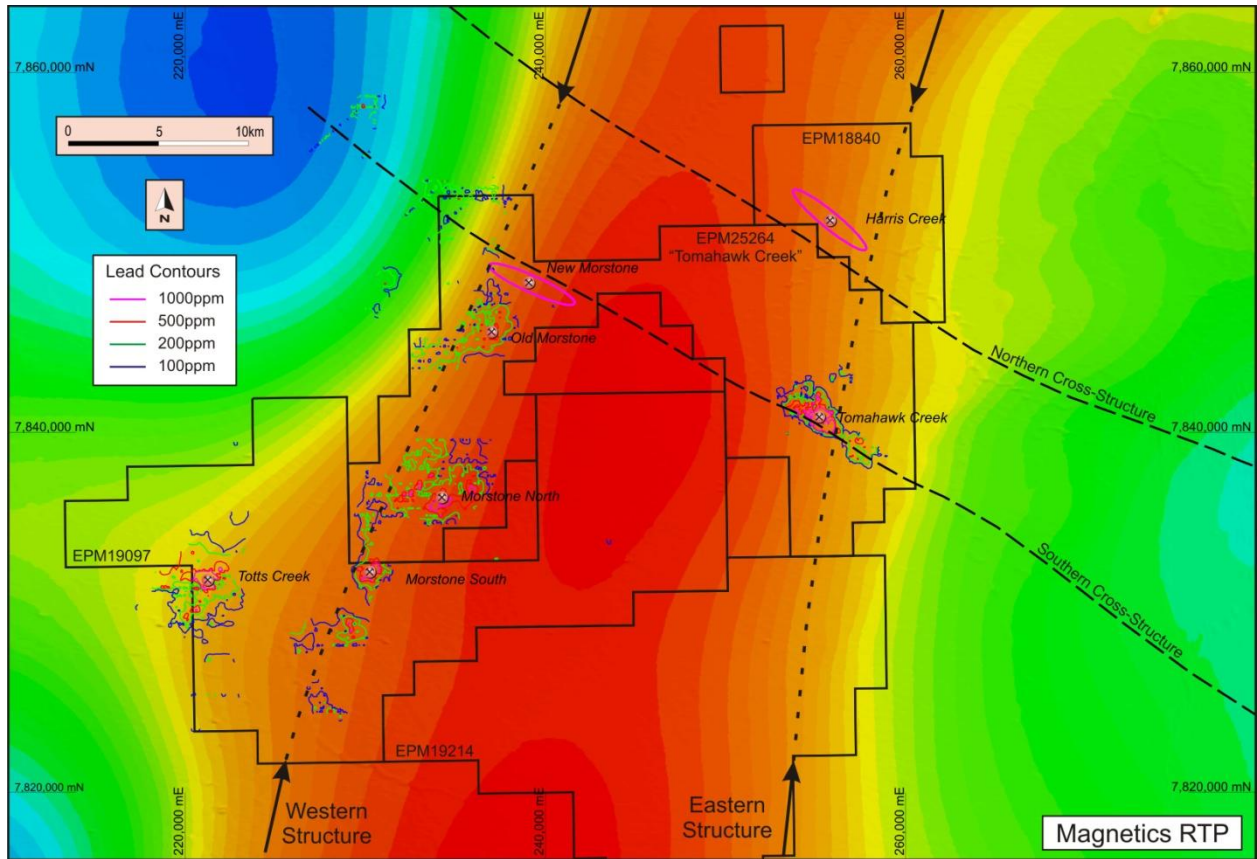 220,000 mE
240,000 mE
260,000 mE
7,860,000 mN
7,860,000 mN
0 5 10km
N
EPM18840
Harris Creek
EPM25264
"Tomahawk Creek"
Lead Contours
1000ppm
500ppm
200ppm
100ppm
New Morstone
Old Morstone
Northern Cross-Structure
Tomahawk Creek
7,840,000 mN
7,840,000 mN
Morstone North
EPM19097
Totts Creek
Morstone South
Southern Cross-Structure
EPM19214
7,820,000 mN
7,820,000 mN
220,000 mE
Western
Structure
240,000 mE
Eastern
Structure
260,000 mE
Magnetics RTP